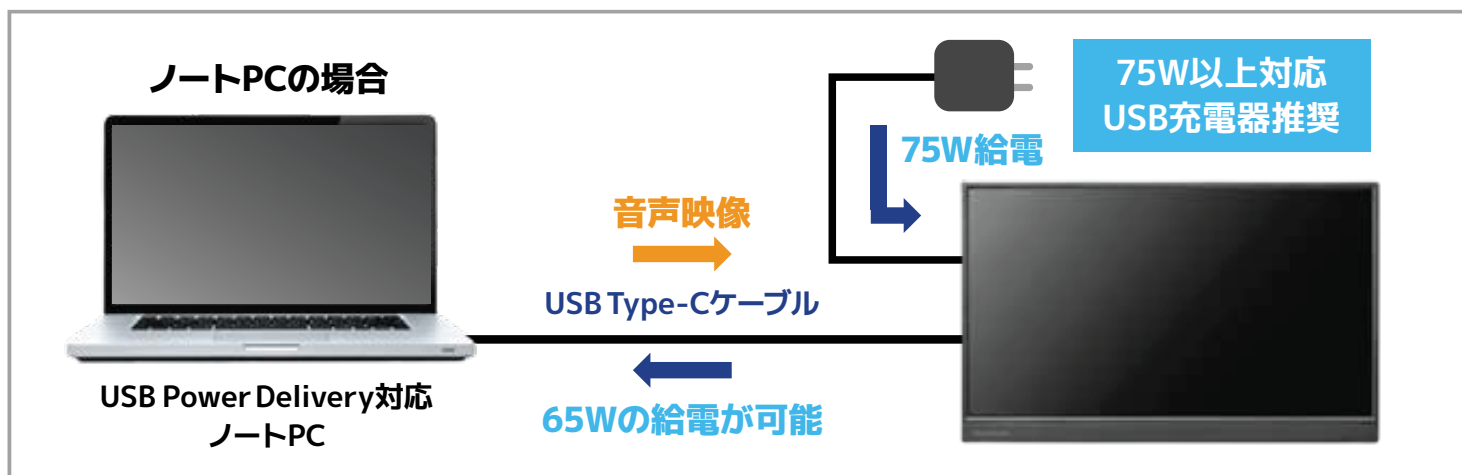 ノートPCの場合
75W以上対応
USB充電器推奨
75W給電
音声映像
USB Type-Cケーブル
65Wの給電が可能
USB Power Delivery対応
ノートPC